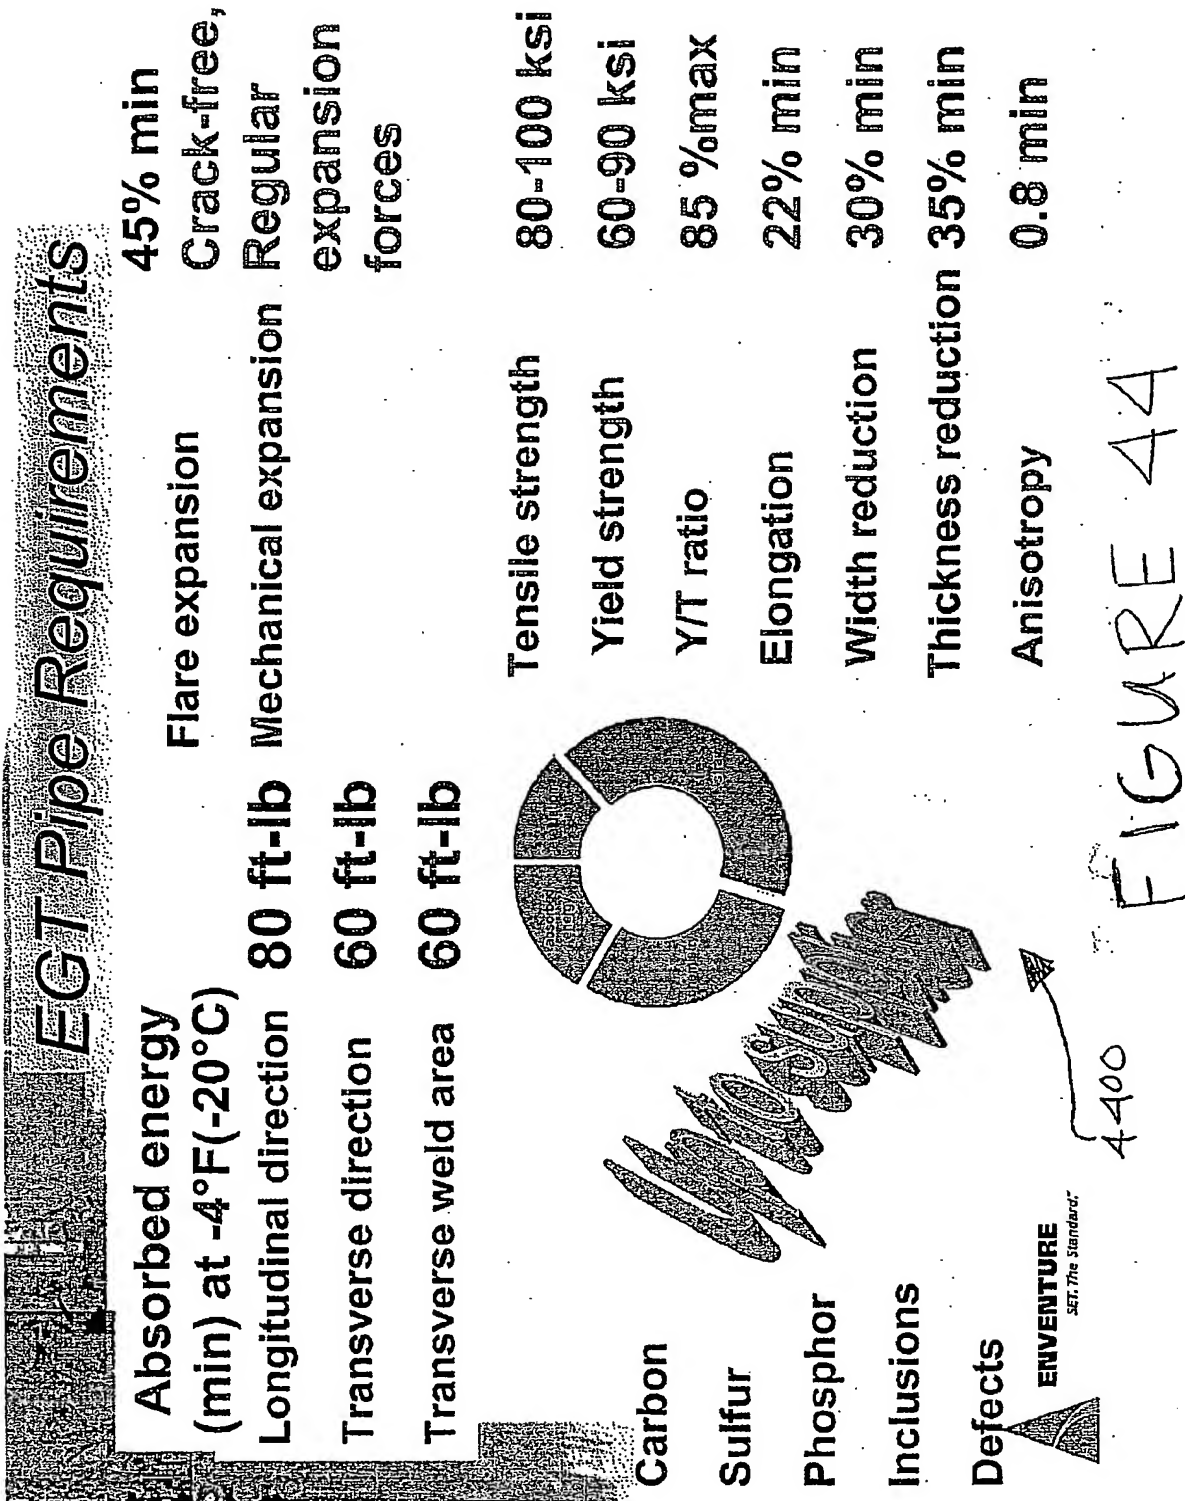 EGT Pipe Requirements
Absorbed energy
(min) at -4°F(-20°C)
Longitudinal direction 80 ft-lb
Transverse direction 60 ft-lb
Transverse weld area 60 ft-lb
Flare expansion 45% min
Mechanical expansion Crack-free,
Regular
expansion
forces
Tensile strength 80-100 ksi
Yield strength 60-90 ksi
Y/T ratio 85 %max
Elongation 22% min
Width reduction 30% min
Thickness reduction 35% min
Anisotropy 0.8 min
Carbon
Sulfur
Phosphor
Inclusions
Defects
ENVENTURE
SET. The Standard.
4400
FIGURE 44